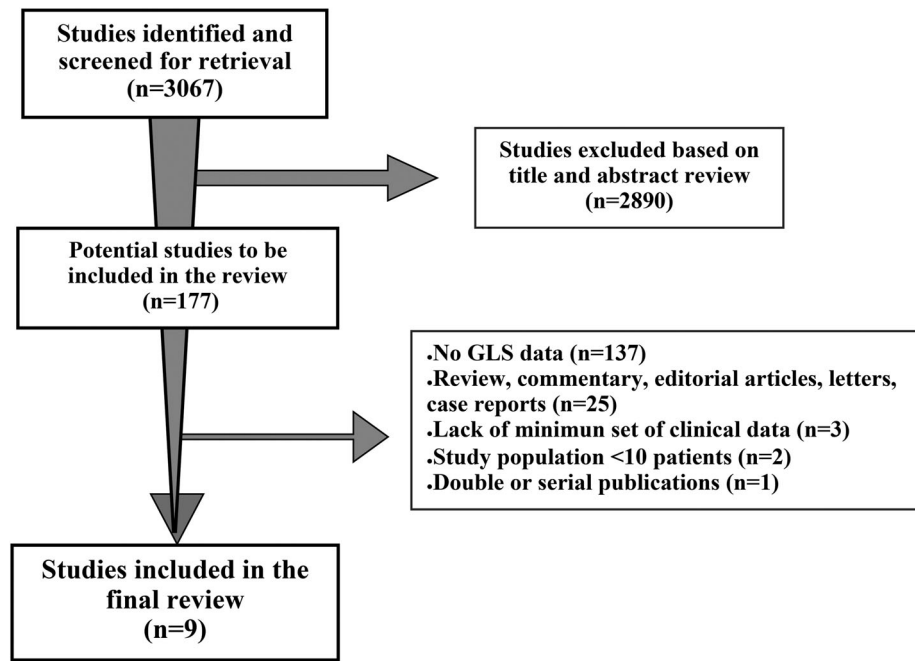 Studies identified and
screened for retrieval
(n=3067)
Studies excluded based on
title and abstract review
(n=2890)
Potential studies to be
included in the review
(n=177)
.No GLS data (n=137)
.Review, commentary, editorial articles, letters,
case reports (n=25)
.Lack of minimun set of clinical data (n=3)
.Study population <10 patients (n=2)
.Double or serial publications (n=1)
Studies included in the
final review
(n=9)